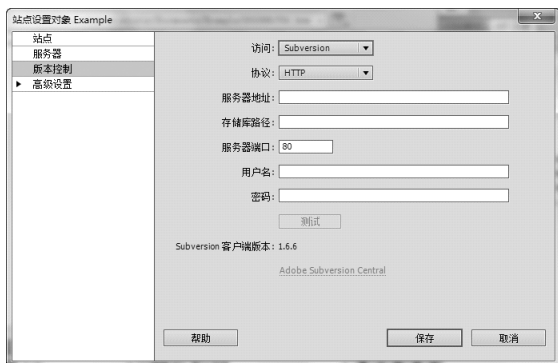 站点设置对象 Example
站点
服务器
版本控制
高级设置
访问: Subversion
协议: HTTP
服务器地址:
存储库路径:
服务器端口: 80
用户名:
密码:
测试
Subversion 客户端版本: 1.6.6
Adobe Subversion Central
帮助
保存
取消